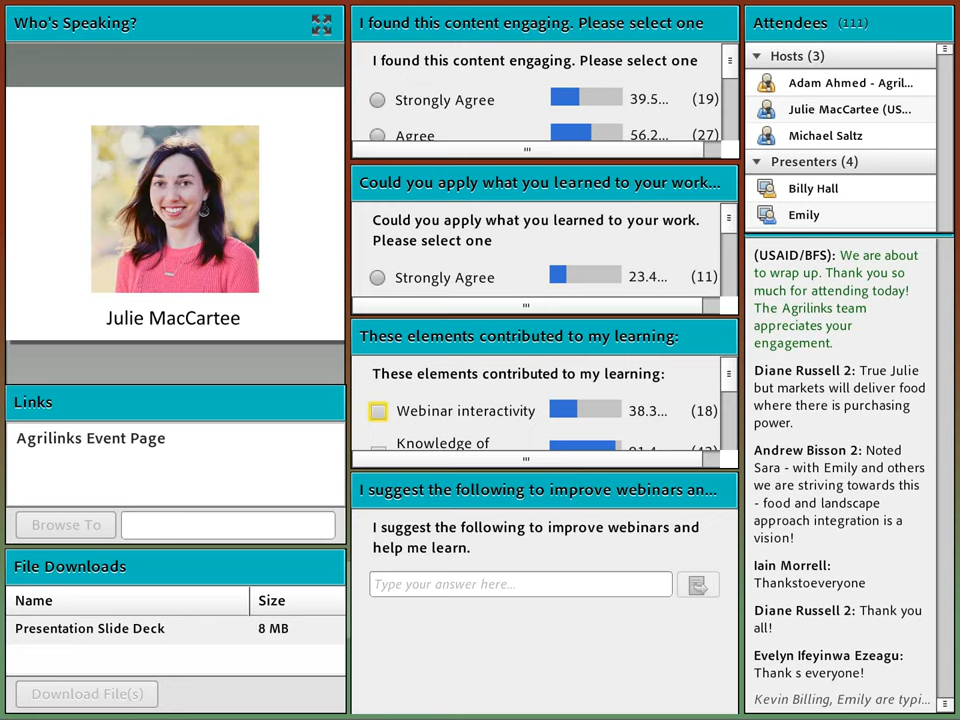 Who's Speaking?
Julie MacCartee
Links
Agrilinks Event Page
Browse To
File Downloads
Name Size
Presentation Slide Deck 8 MB
Download File(s)
I found this content engaging. Please select one
I found this content engaging. Please select one
Strongly Agree 39.5... (19)
Agree 56.2... (27)
Could you apply what you learned to your work...
Could you apply what you learned to your work.
Please select one
Strongly Agree 23.4... (11)
These elements contributed to my learning:
These elements contributed to my learning:
Webinar interactivity 38.3... (18)
Knowledge of
I suggest the following to improve webinars an...
I suggest the following to improve webinars and
help me learn.
Type your answer here...
Attendees (111)
Hosts (3)
Adam Ahmed - Agril...
Julie MacCartee (US...
Michael Saltz
Presenters (4)
Billy Hall
Emily
(USAID/BFS): We are about
to wrap up. Thank you so
much for attending today!
The Agrilinks team
appreciates your
engagement.
Diane Russell 2: True Julie
but markets will deliver food
where there is purchasing
power.
Andrew Bisson 2: Noted
Sara - with Emily and others
we are striving towards this
- food and landscape
approach integration is a
vision!
Iain Morrell:
Thankstoeveryone
Diane Russell 2: Thank you
all!
Evelyn Ifeyinwa Ezeagu:
Thank s everyone!
Kevin Billing, Emily are typi...